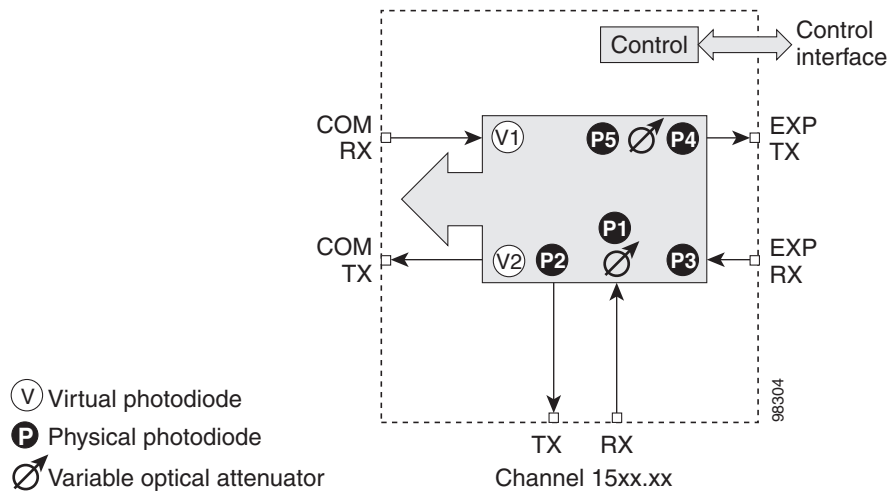 Control
Control
interface
COM
RX
V1
P5
P4
EXP
TX
P1
COM
TX
V2
P2
P3
EXP
RX
98304
V Virtual photodiode
P Physical photodiode
Variable optical attenuator
TX
RX
Channel 15xx.xx